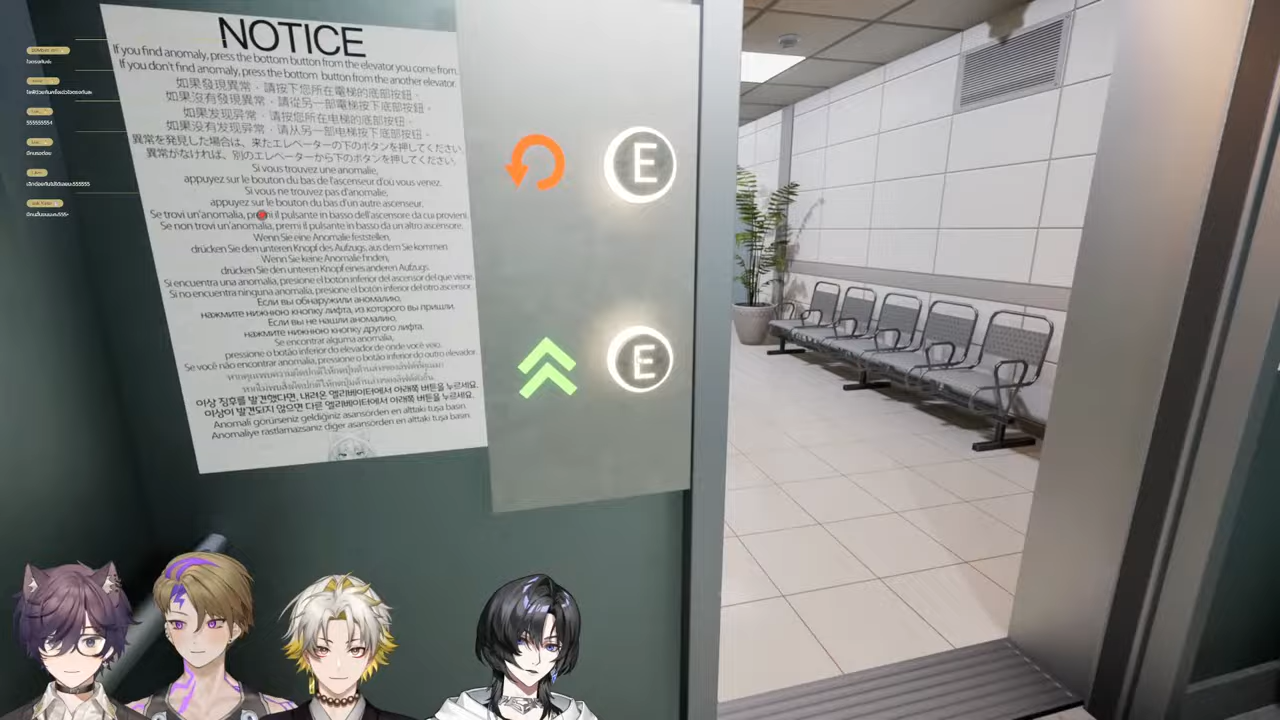 NOTICE
If you find anomaly, press the bottom button from the elevator you come from.
If you don't find anomaly, press the bottom button from the another elevator.
如果發現異常，請按下您所在電梯的底部按鈕。
如果沒有發現異常，請從另一部電梯按下底部按鈕。
如果发现异常，请按您所在电梯的底部按钮。
如果没有发现异常，请从另一部电梯按下底部按钮。
異常を発見した場合は、来たエレベーターの下のボタンを押してください
異常がなければ、別のエレベーターから下のボタンを押してください。
Si vous trouvez une anomalie,
appuyez sur le bouton du bas de l'ascenseur d'où vous venez.
Si vous ne trouvez pas d'anomalie,
appuyez sur le bouton du bas d'un autre ascenseur.
Se trovi un'anomalia, premi il pulsante in basso dell'ascensore da cui provieni.
Se non trovi un'anomalia, premi il pulsante in basso da un altro ascensore.
Wenn Sie eine Anomalie feststellen,
drücken Sie den unteren Knopf des Aufzugs, aus dem Sie kommen
Wenn Sie keine Anomalie finden,
drücken Sie den unteren Knopf eines anderen Aufzugs.
Si encuentra una anomalía, presione el botón inferior del ascensor del que viene.
Si no encuentra ninguna anomalía, presione el botón inferior del otro ascensor.
Если вы обнаружили аномалию,
нажмите нижнюю кнопку лифта, из которого вы пришли.
Если вы не нашли аномалию,
нажмите нижнюю кнопку другого лифта.
Se encontrar alguma anomalia,
pressione o botão inferior do elevador de onde você veio.
Se você não encontrar anomalia, pressione o botão inferior do outro elevador.
이상 징후를 발견했다면, 내려온 엘리베이터에서 아래쪽 버튼을 누르세요.
이상이 발견되지 않으면 다른 엘리베이터에서 아래쪽 버튼을 누르세요.
Anomali görürseniz geldiğiniz asansörden en alttaki tuşa basın
Anomaliye rastlamazsanız diğer asansörden en alttaki tuşa basın
E
E